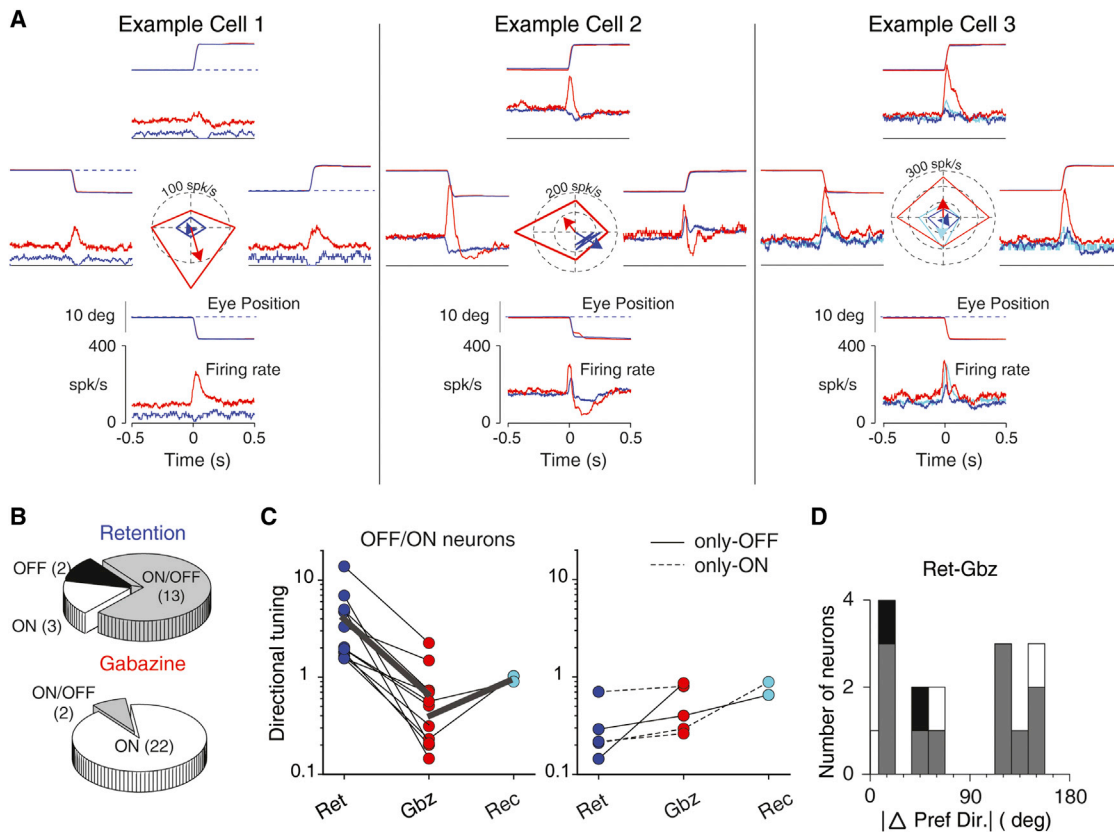 A
Example Cell 1
Example Cell 2
Example Cell 3
100 spk/s
200 spk/s
300 spk/s
Eye Position
Eye Position
Eye Position
10 deg
10 deg
10 deg
400
400
400
Firing rate
Firing rate
Firing rate
spk/s
spk/s
spk/s
0
0
0
-0.5 0 0.5
-0.5 0 0.5
-0.5 0 0.5
Time (s)
Time (s)
Time (s)
B
Retention
OFF (2)
ON/OFF
(13)
ON (3)
Gabazine
ON/OFF
(2)
ON (22)
C
OFF/ON neurons
only-OFF
only-ON
Directional tuning
10
1
0.1
Ret Gbz Rec
10
1
0.1
Ret Gbz Rec
D
Ret-Gbz
Number of neurons
4
2
0
0 90 180
|△ Pref Dir.| ( deg)